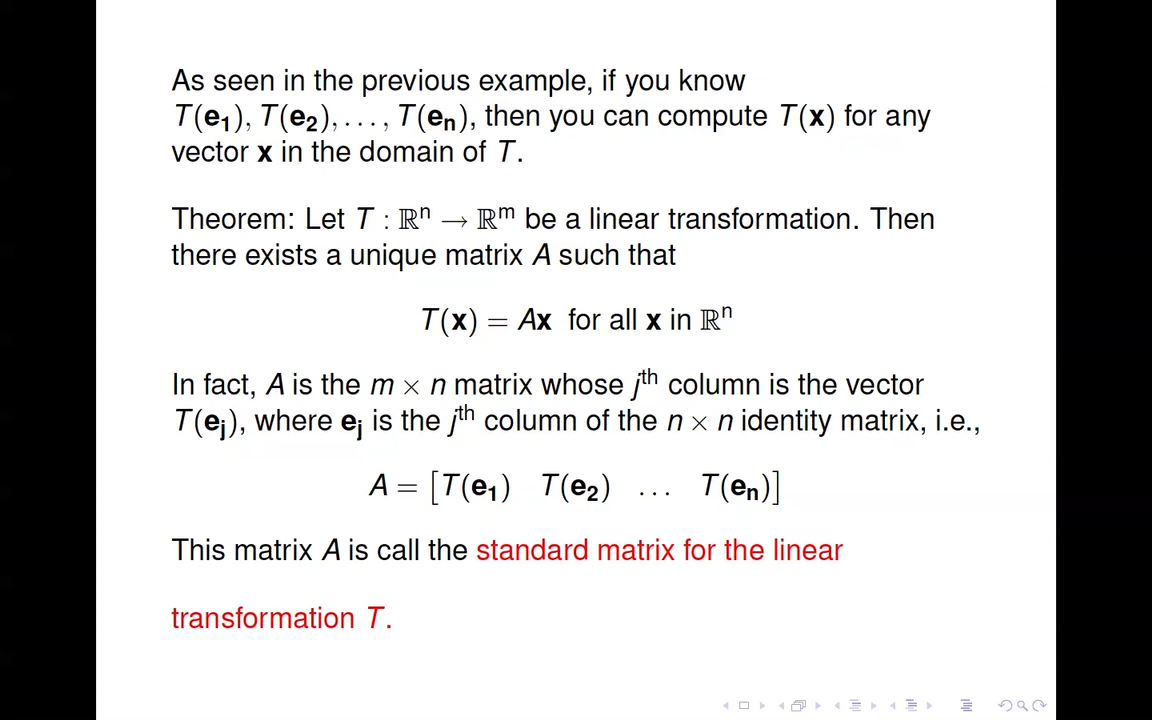 As seen in the previous example, if you know
T(e₁), T(e₂), . . . , T(eₙ), then you can compute T(x) for any
vector x in the domain of T.
Theorem: Let T : ℝⁿ → ℝᵐ be a linear transformation. Then
there exists a unique matrix A such that
T(x) = Ax for all x in ℝⁿ
In fact, A is the m × n matrix whose jᵗʰ column is the vector
T(eⱼ), where eⱼ is the jᵗʰ column of the n × n identity matrix, i.e.,
A = [T(e₁) T(e₂) . . . T(eₙ)]
This matrix A is call the standard matrix for the linear
transformation T.